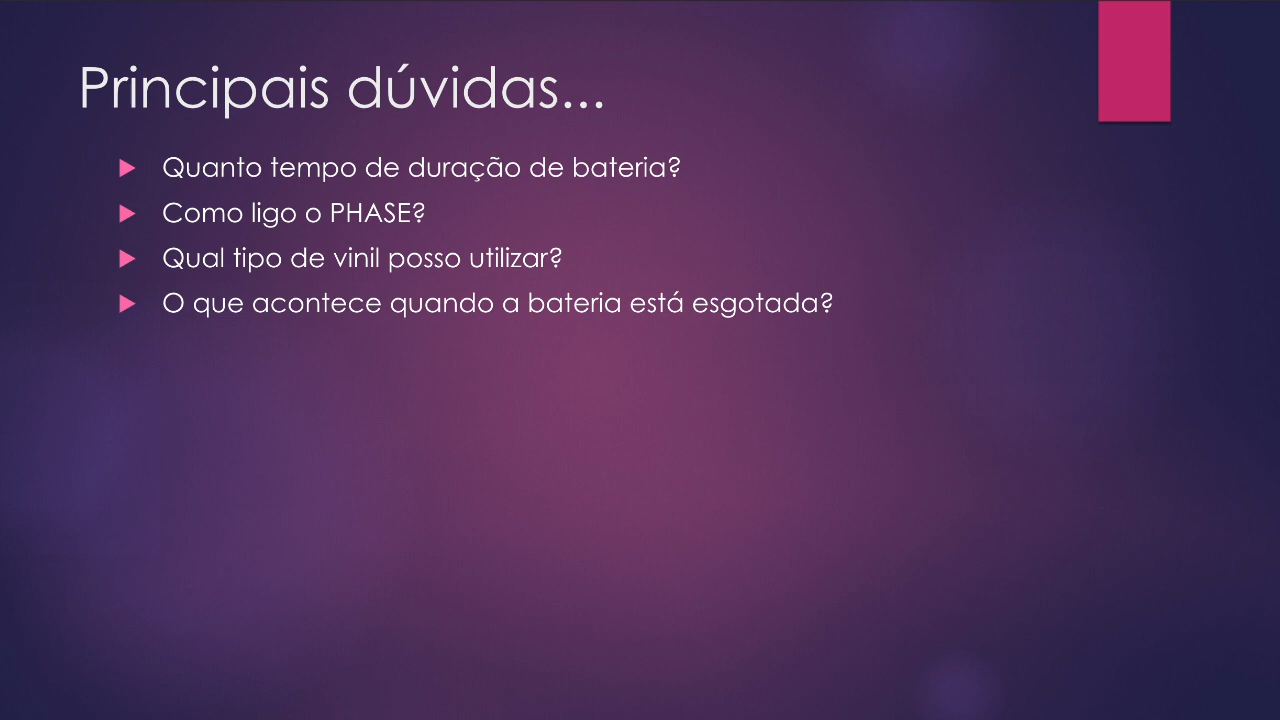 Principais dúvidas...
Quanto tempo de duração de bateria?
Como ligo o PHASE?
Qual tipo de vinil posso utilizar?
O que acontece quando a bateria está esgotada?